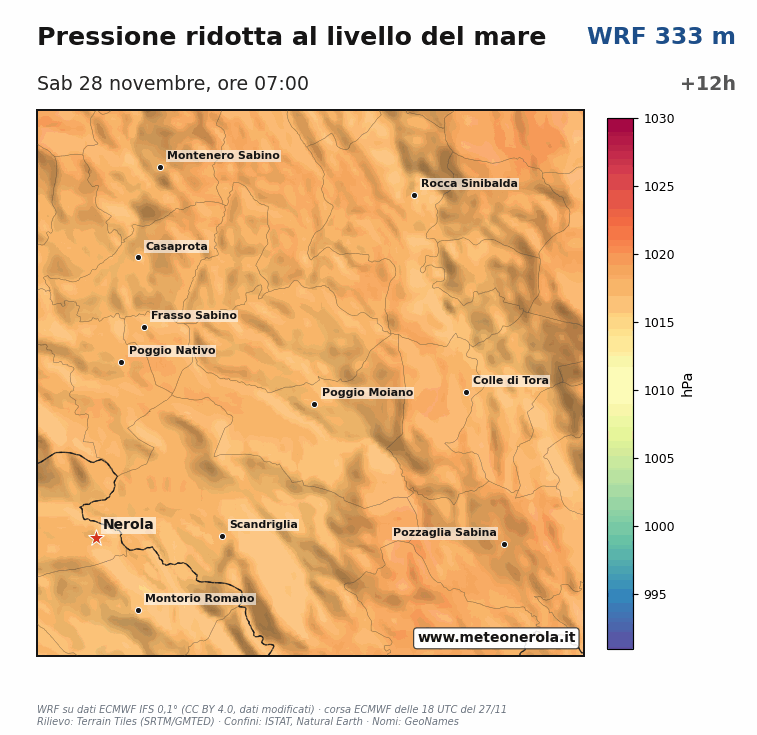 Pressione ridotta al livello del mare
WRF 333 m
Sab 28 novembre, ore 07:00
+12h
Montenero Sabino
Rocca Sinibalda
Casaprota
Frasso Sabino
Poggio Nativo
Colle di Tora
Poggio Moiano
Nerola
Scandriglia
Pozzaglia Sabina
Montorio Romano
www.meteonerola.it
1030
1025
1020
1015
1010
1005
1000
995
hPa
WRF su dati ECMWF IFS 0,1° (CC BY 4.0, dati modificati) · corsa ECMWF delle 18 UTC del 27/11
Rilievo: Terrain Tiles (SRTM/GMTED) · Confini: ISTAT, Natural Earth · Nomi: GeoNames